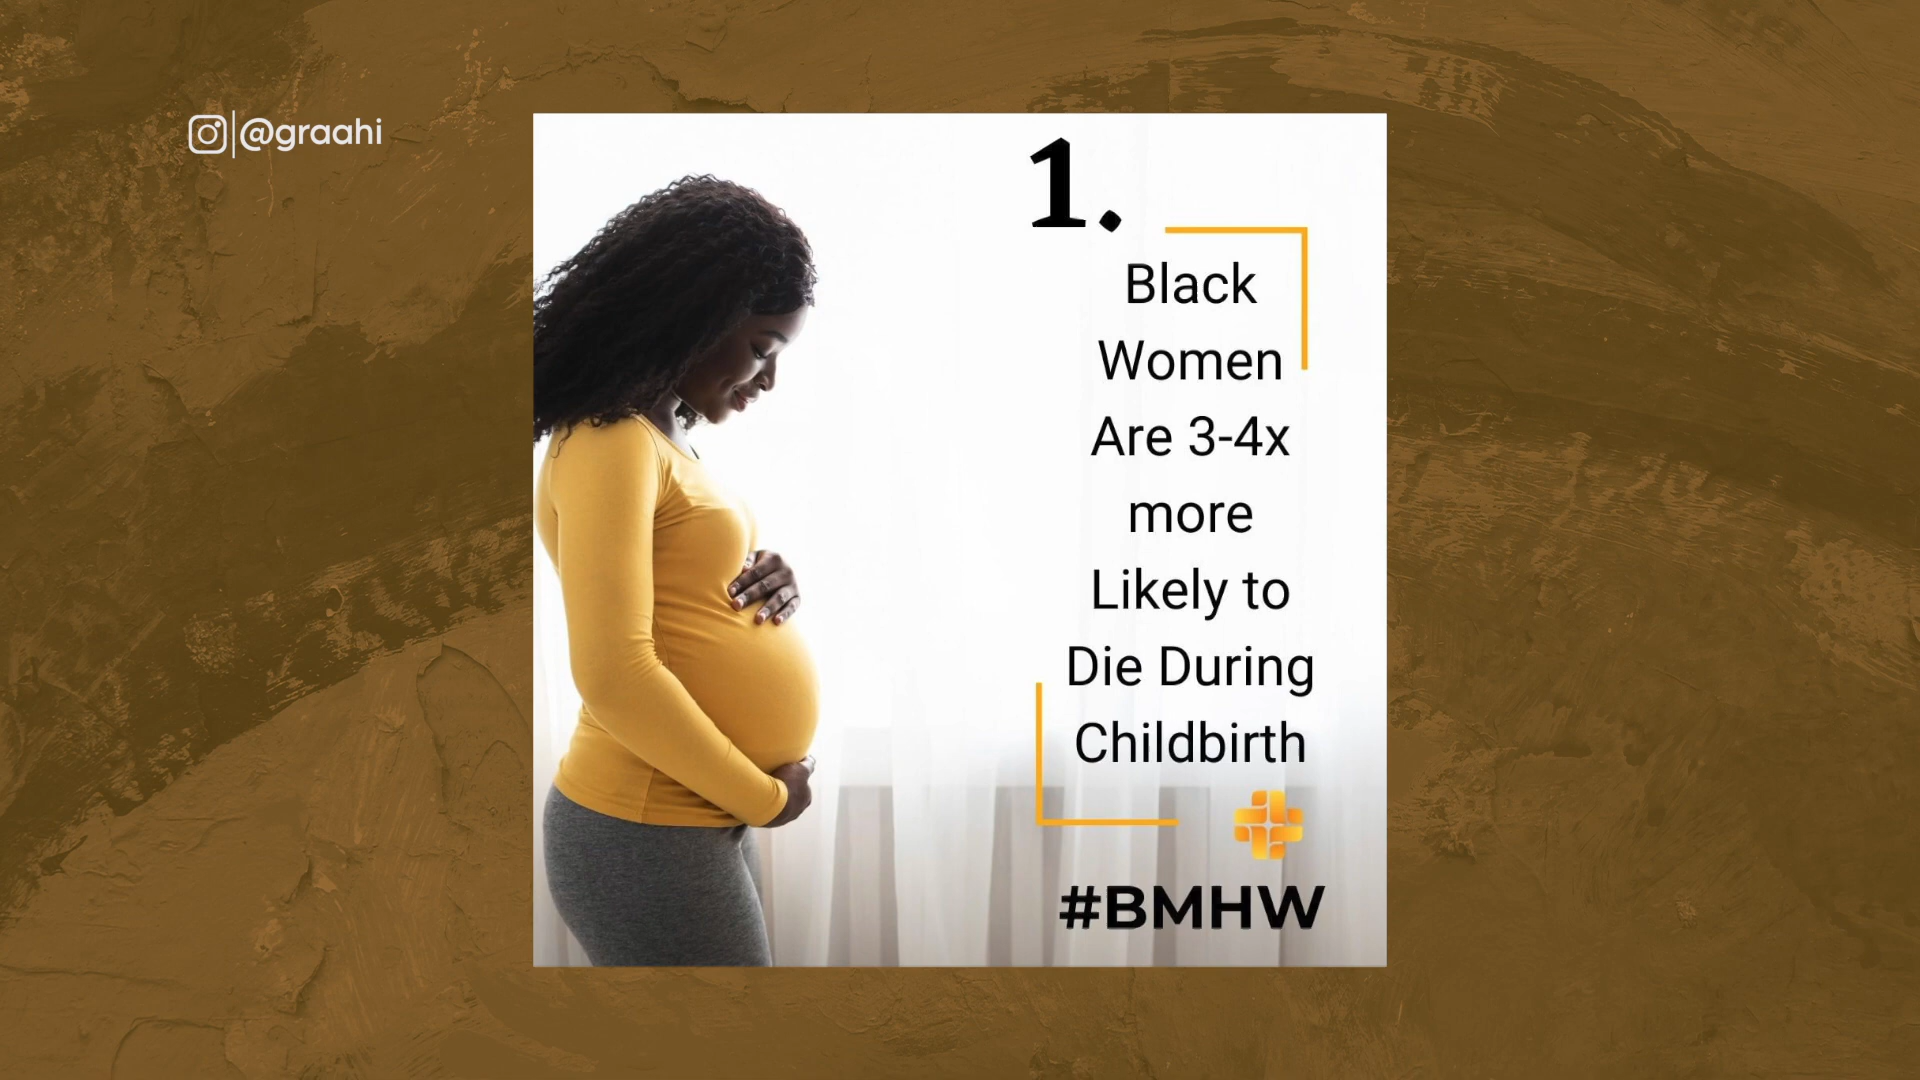 @graahi
1.
Black
Women
Are 3-4x
more
Likely to
Die During
Childbirth
#BMHW